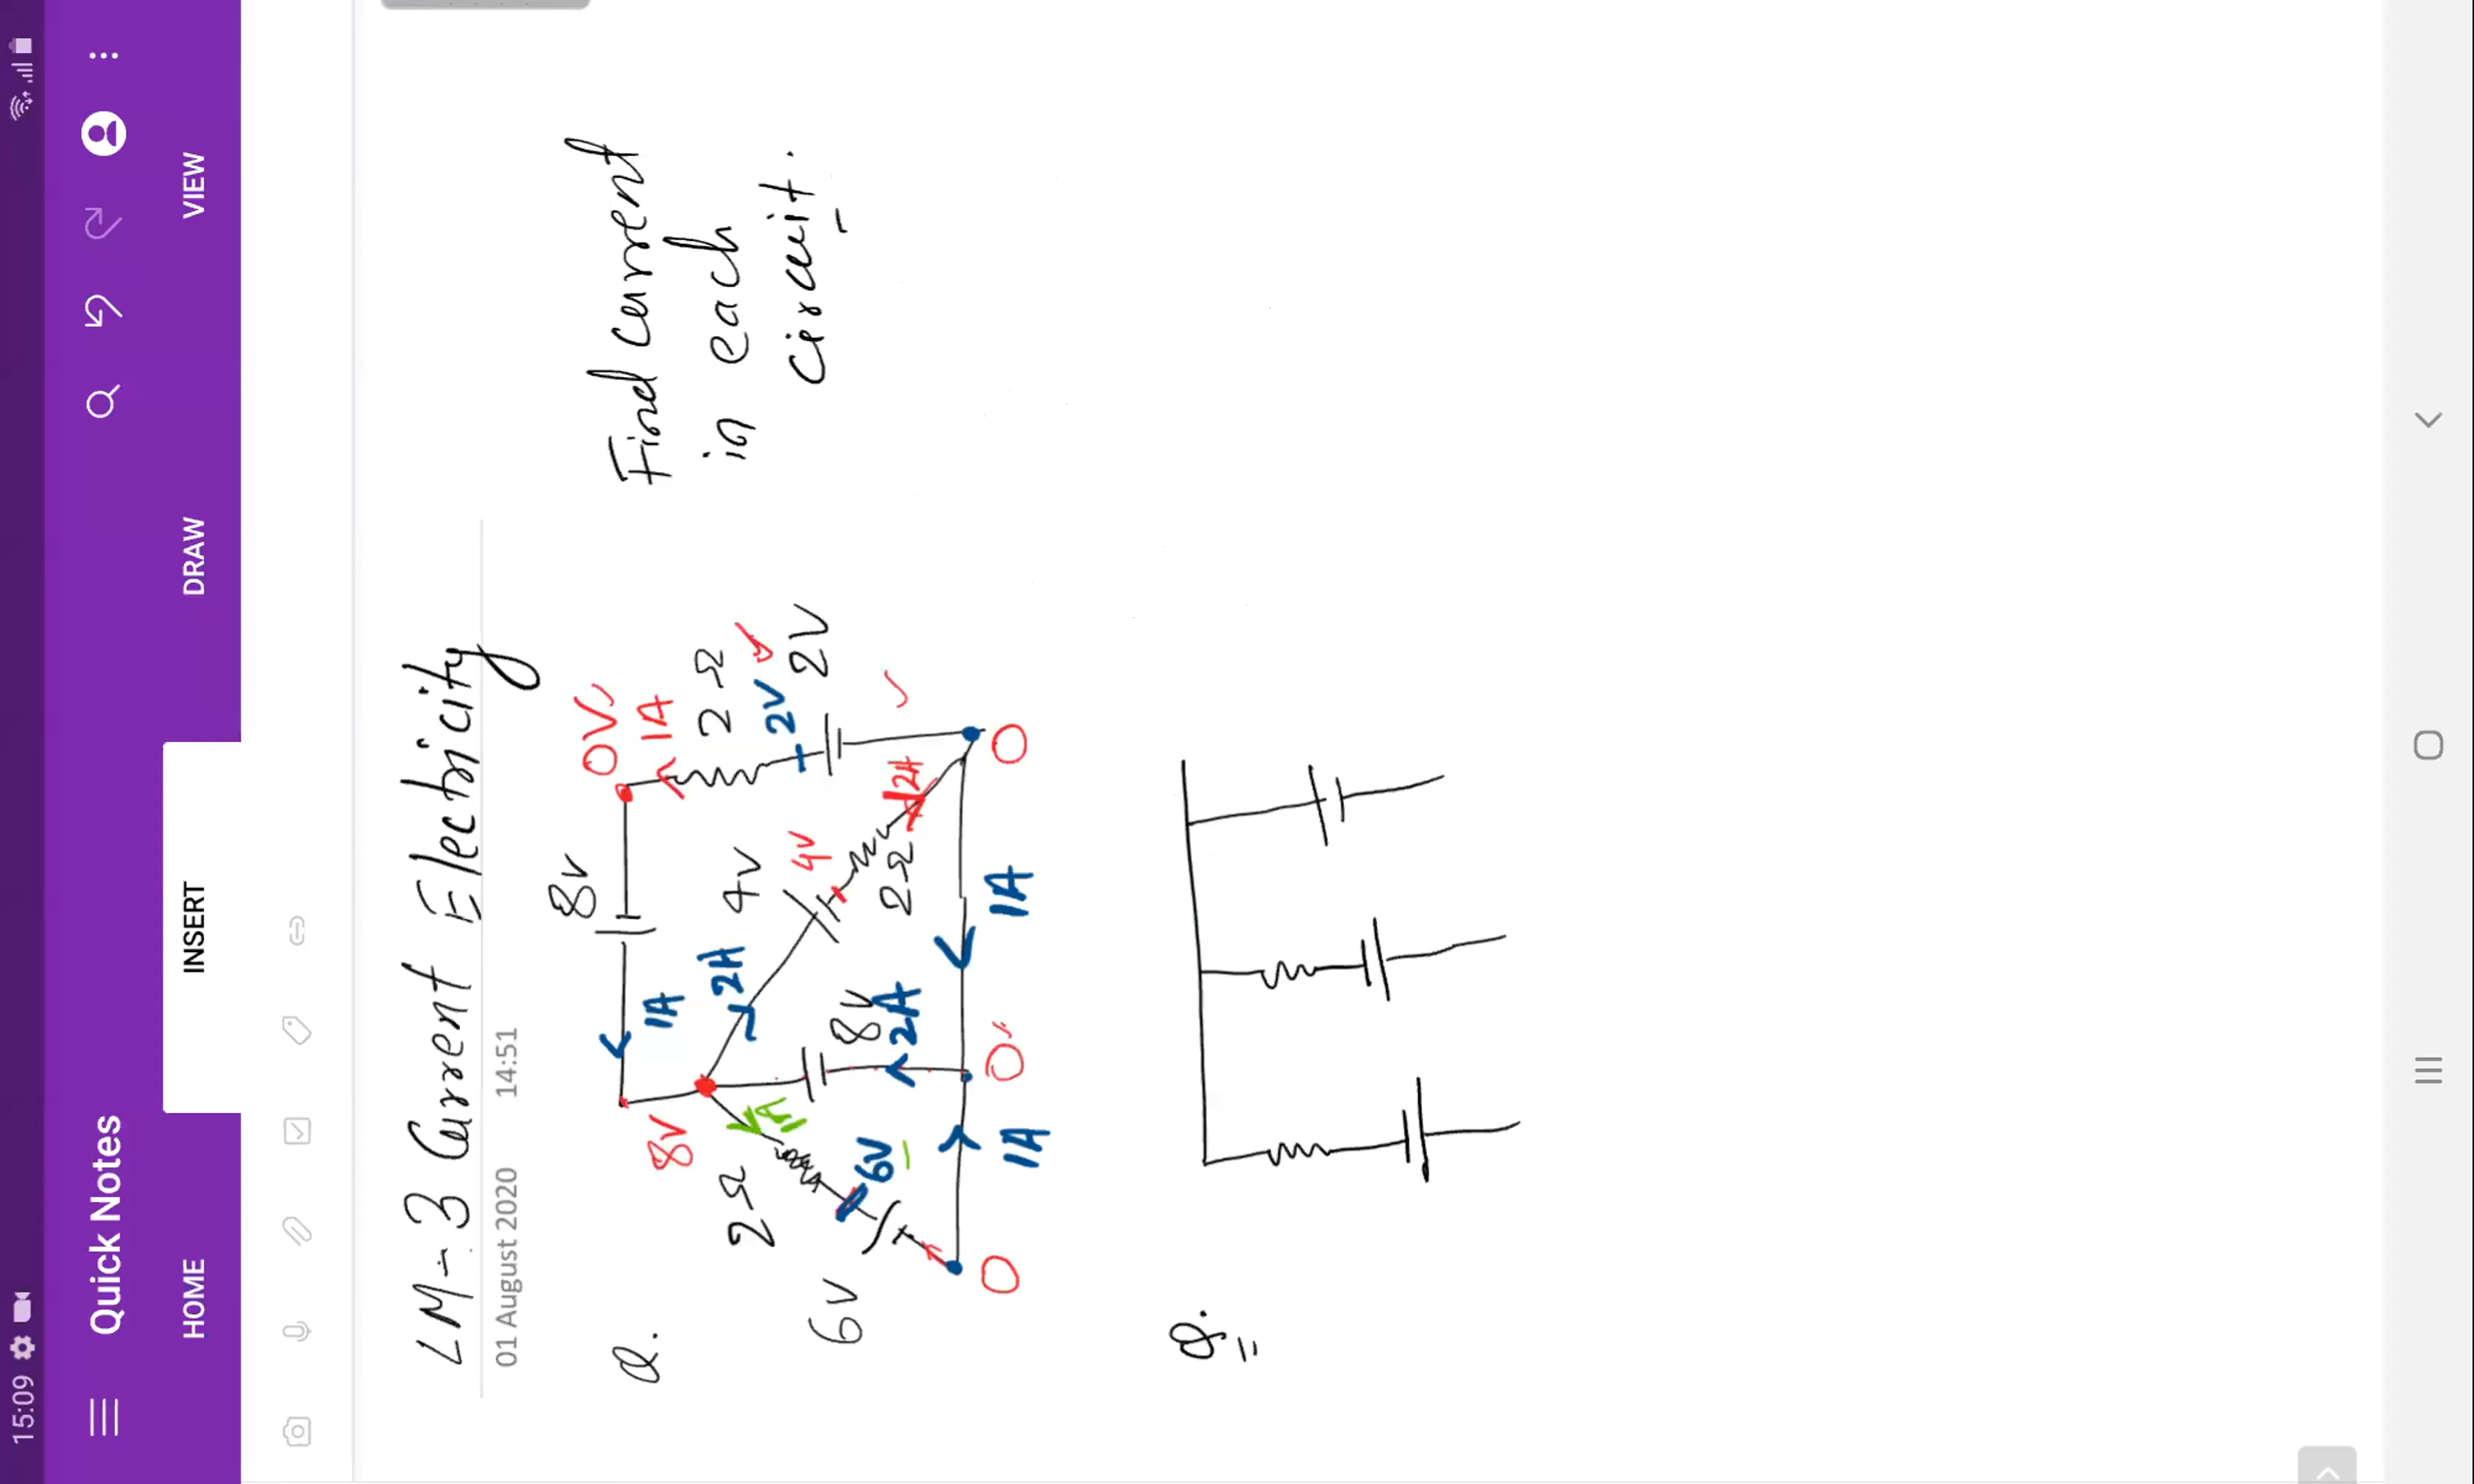 15:09
Quick Notes
HOME INSERT DRAW VIEW
LM-3 Current Electricity
01 August 2020 14:51
Q.
8V
0V
Find current
in each
circuit.
8V
1A
1A
2Ω
2Ω
2A
4V
2V
2V
1A
4V
6V
8V
6V
2A
2Ω
2A
0
1A
0
1A
0
Q.